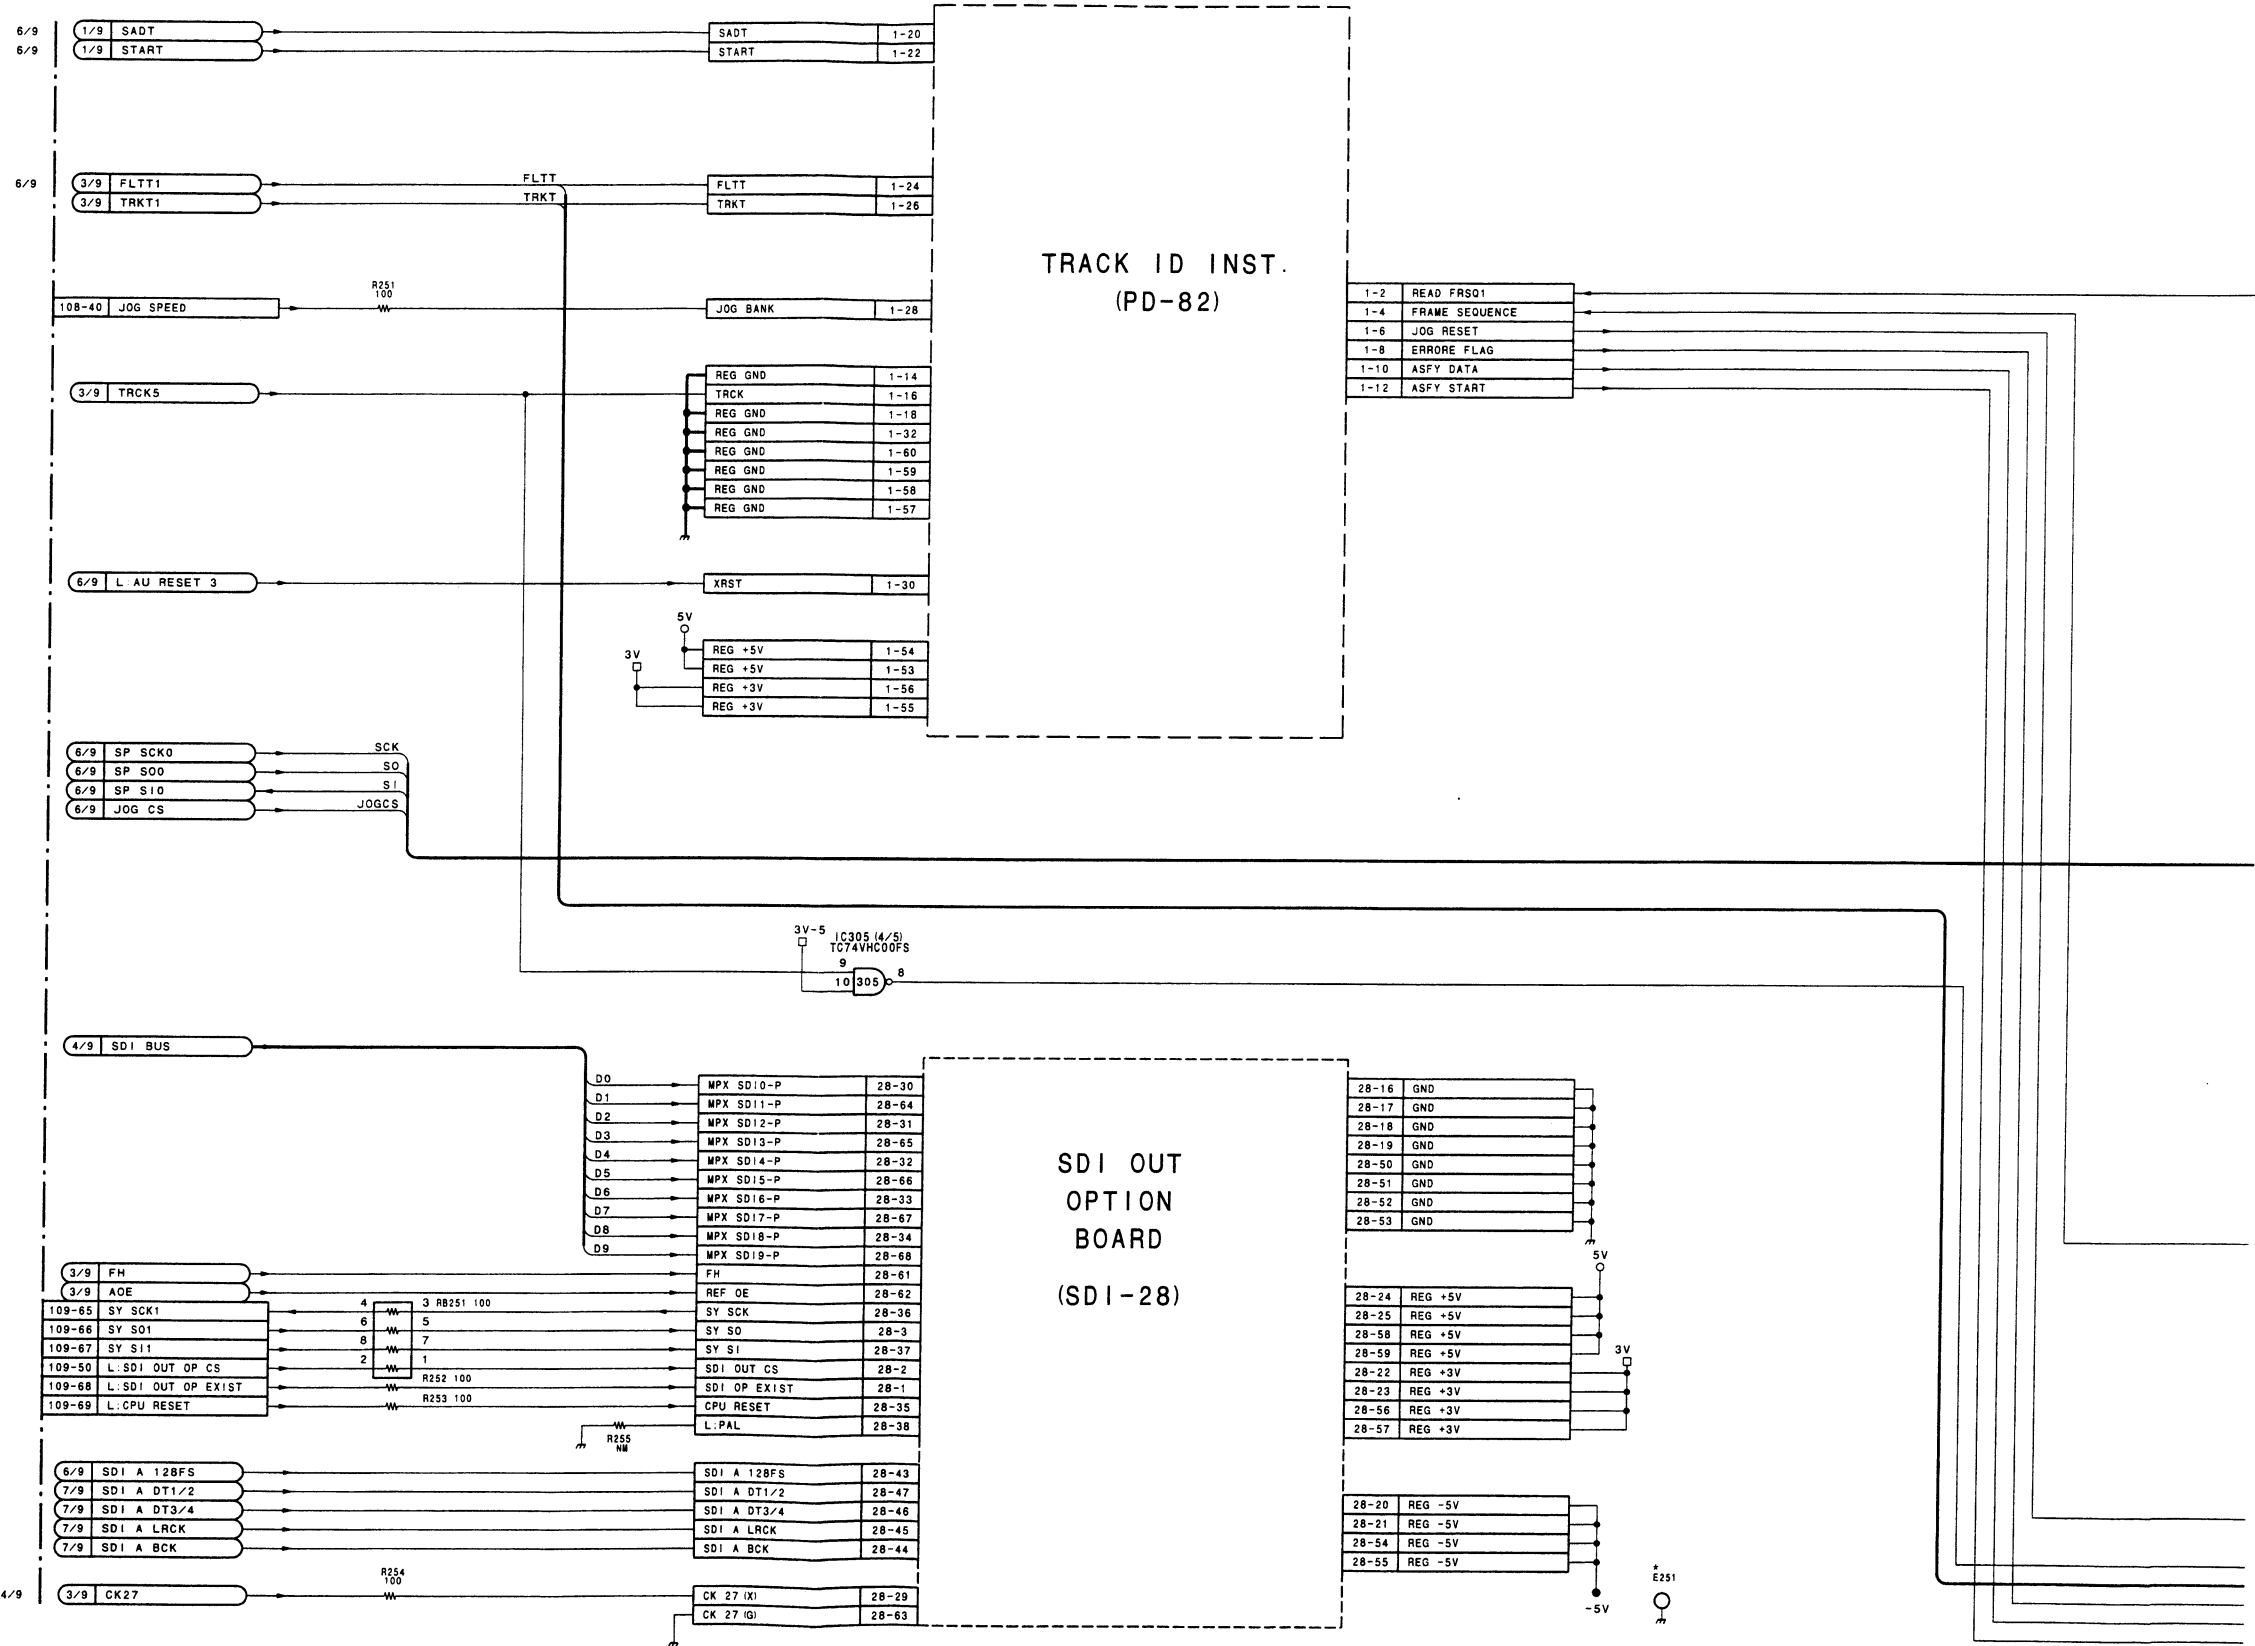 6/9 1/9 SADT SADT 1-20
6/9 1/9 START START 1-22
6/9 3/9 FLTT1 FLTT FLTT 1-24
3/9 TRKT1 TRKT TRKT 1-26
TRACK ID INST.
(PD-82)
108-40 JOG SPEED R251 100 JOG BANK 1-28
1-2 READ FRSQ1
1-4 FRAME SEQUENCE
1-6 JOG RESET
1-8 ERRORE FLAG
1-10 ASFY DATA
1-12 ASFY START
REG GND 1-14
3/9 TRCK5 TRCK 1-16
REG GND 1-18
REG GND 1-32
REG GND 1-60
REG GND 1-59
REG GND 1-58
REG GND 1-57
6/9 L:AU RESET 3 XRST 1-30
5V
3V
REG +5V 1-54
REG +5V 1-53
REG +3V 1-56
REG +3V 1-55
6/9 SP SCK0 SCK
6/9 SP SO0 SO
6/9 SP SI0 SI
6/9 JOG CS JOGCS
3V-5 IC305 (4/5)
TC74VHC00FS
9
10 305 8
4/9 SDI BUS
D0 MPX SDI0-P 28-30
D1 MPX SDI1-P 28-64
D2 MPX SDI2-P 28-31
D3 MPX SDI3-P 28-65
D4 MPX SDI4-P 28-32
D5 MPX SDI5-P 28-66
D6 MPX SDI6-P 28-33
D7 MPX SDI7-P 28-67
D8 MPX SDI8-P 28-34
D9 MPX SDI9-P 28-68
3/9 FH FH 28-61
3/9 AOE REF OE 28-62
109-65 SY SCK1 4 3 RB251 100 SY SCK 28-36
109-66 SY SO1 6 5 SY SO 28-3
109-67 SY SI1 8 7 SY SI 28-37
109-50 L:SDI OUT OP CS 2 1 SDI OUT CS 28-2
109-68 L:SDI OUT OP EXIST R252 100 SDI OP EXIST 28-1
109-69 L:CPU RESET R253 100 CPU RESET 28-35
R255
NM
L:PAL 28-38
SDI OUT
OPTION
BOARD
(SDI-28)
28-16 GND
28-17 GND
28-18 GND
28-19 GND
28-50 GND
28-51 GND
28-52 GND
28-53 GND
5V
28-24 REG +5V
28-25 REG +5V
28-58 REG +5V
28-59 REG +5V
3V
28-22 REG +3V
28-23 REG +3V
28-56 REG +3V
28-57 REG +3V
6/9 SDI A 128FS SDI A 128FS 28-43
7/9 SDI A DT1/2 SDI A DT1/2 28-47
7/9 SDI A DT3/4 SDI A DT3/4 28-46
7/9 SDI A LRCK SDI A LRCK 28-45
7/9 SDI A BCK SDI A BCK 28-44
28-20 REG -5V
28-21 REG -5V
28-54 REG -5V
28-55 REG -5V
-5V
*
E251
4/9 3/9 CK27 R254 100 CK 27 (X) 28-29
CK 27 (G) 28-63